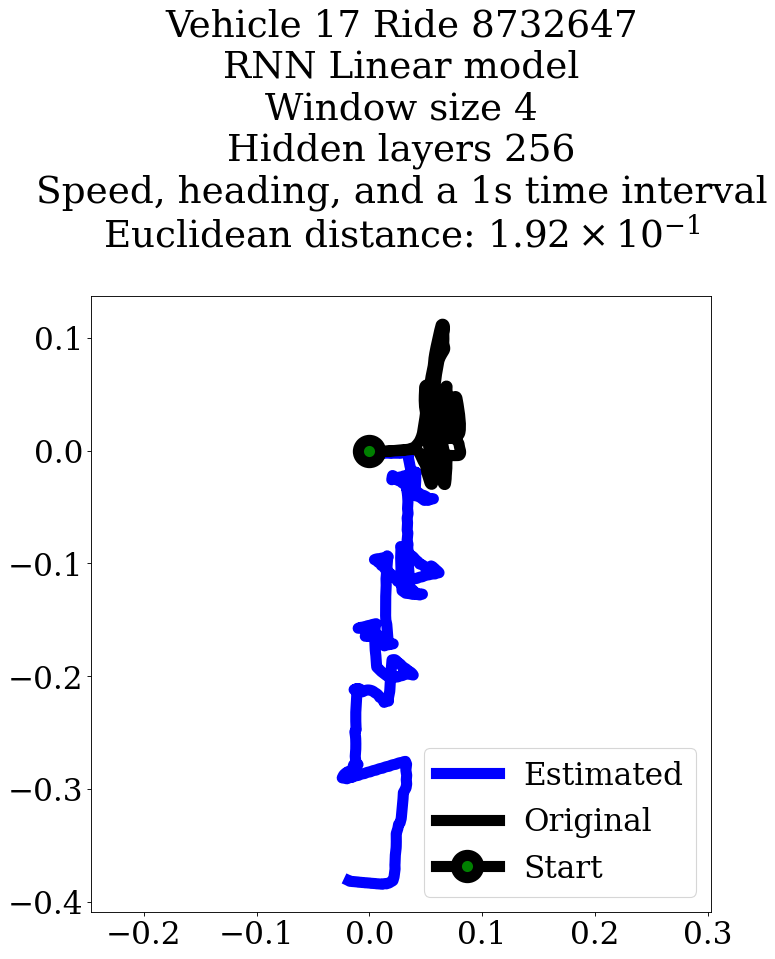 Vehicle 17 Ride 8732647
RNN Linear model
Window size 4
Hidden layers 256
Speed, heading, and a 1s time interval
Euclidean distance: 1.92 × 10⁻¹
0.1
0.0
−0.1
−0.2
−0.3
−0.4
Estimated
Original
Start
−0.2 −0.1 0.0 0.1 0.2 0.3